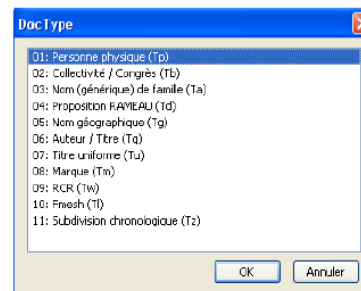 DocType
01: Personne physique (Tp)
02: Collectivité / Congrès (Tb)
03: Nom (générique) de famille (Ta)
04: Proposition RAMEAU (Td)
05: Nom géographique (Tg)
06: Auteur / Titre (Tq)
07: Titre uniforme (Tu)
08: Marque (Tm)
09: RCR (Tw)
10: Fmesh (Tl)
11: Subdivision chronologique (Tz)
OK Annuler